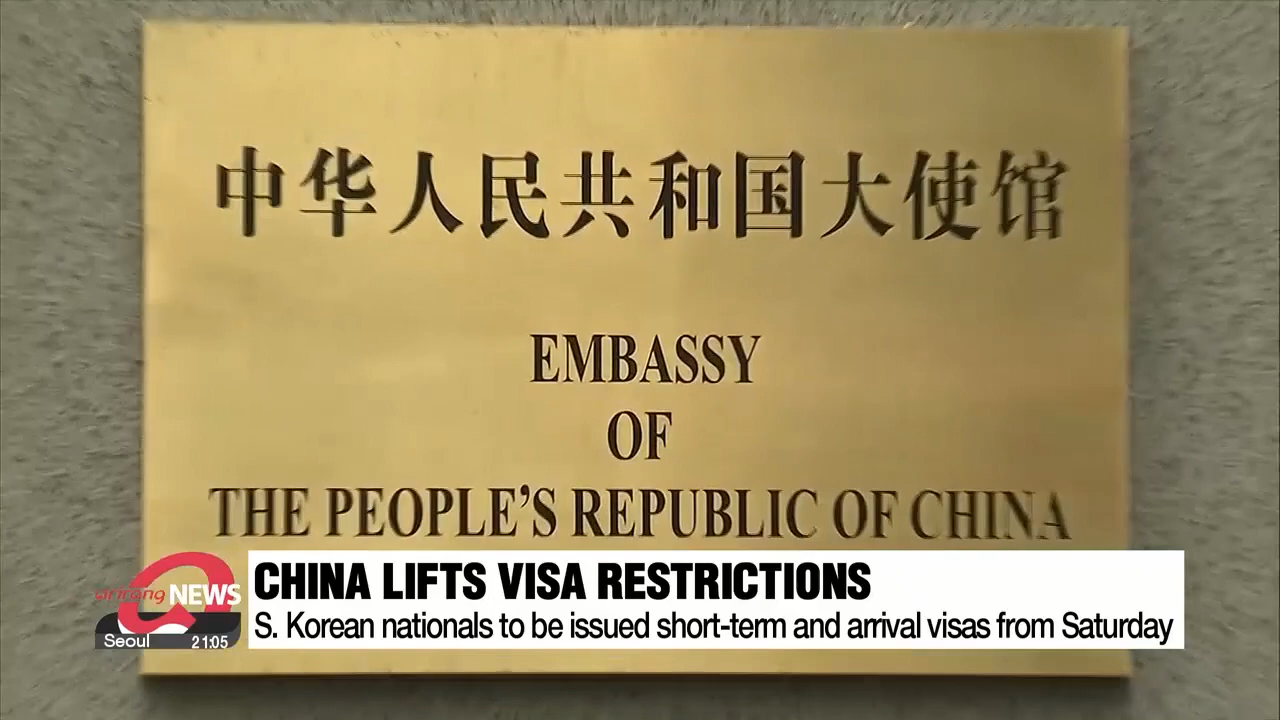 中华人民共和国大使馆
EMBASSY
OF
THE PEOPLE'S REPUBLIC OF CHINA
arirang NEWS
CHINA LIFTS VISA RESTRICTIONS
Seoul 21:05
S. Korean nationals to be issued short-term and arrival visas from Saturday